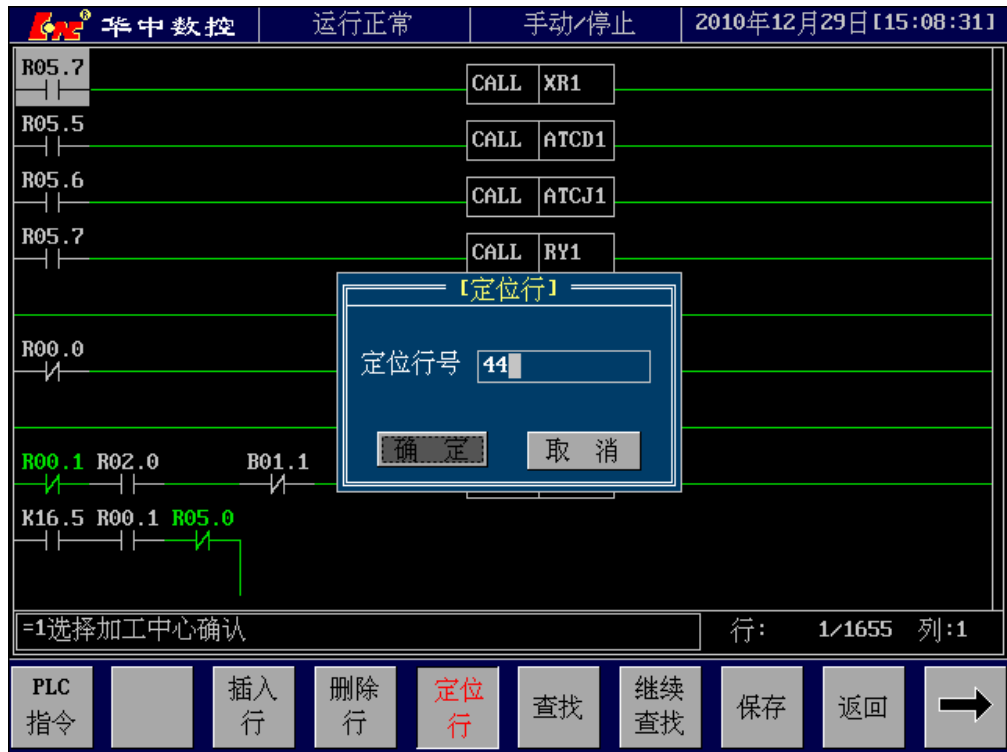 HNC® 华中数控 运行正常 手动/停止 2010年12月29日[15:08:31]
R05.7
CALL XR1
R05.5
CALL ATCD1
R05.6
CALL ATCJ1
R05.7
CALL RY1
[定位行]
R00.0
定位行号 44
确 定 取 消
R00.1 R02.0 B01.1
K16.5 R00.1 R05.0
=1选择加工中心确认 行: 1/1655 列:1
PLC 指令
插入 行
删除 行
定位 行
查找
继续 查找
保存
返回